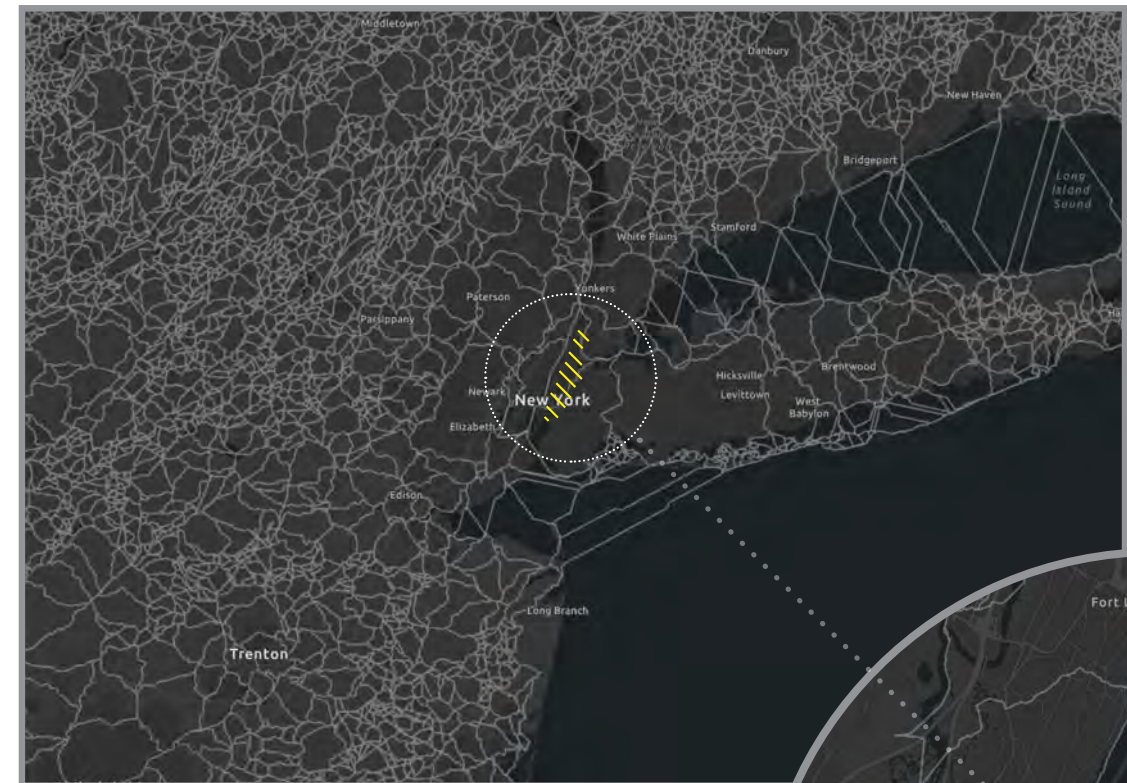 Middletown
Danbury
New Haven
Bridgeport
Long
Island
Sound
Stamford
White Plains
Yonkers
Paterson
Parsippany
Hicksville
Brentwood
Newark
Levittown
New York
West
Babylon
Elizabeth
Edison
Long Branch
Fort
Trenton